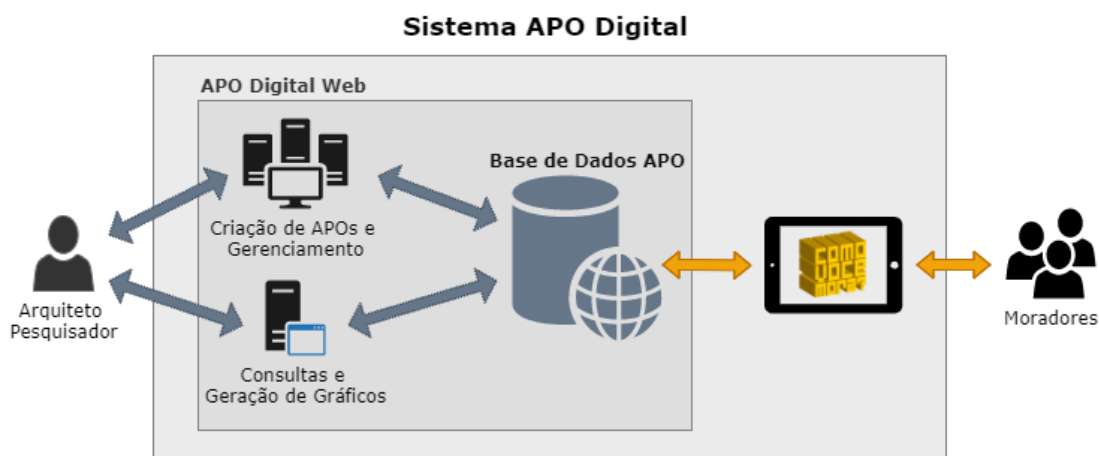 Sistema APO Digital
APO Digital Web
Base de Dados APO
Criação de APOs e
Gerenciamento
Arquiteto
Pesquisador
Consultas e
Geração de Gráficos
COMO
VOCE
MORA?
Moradores